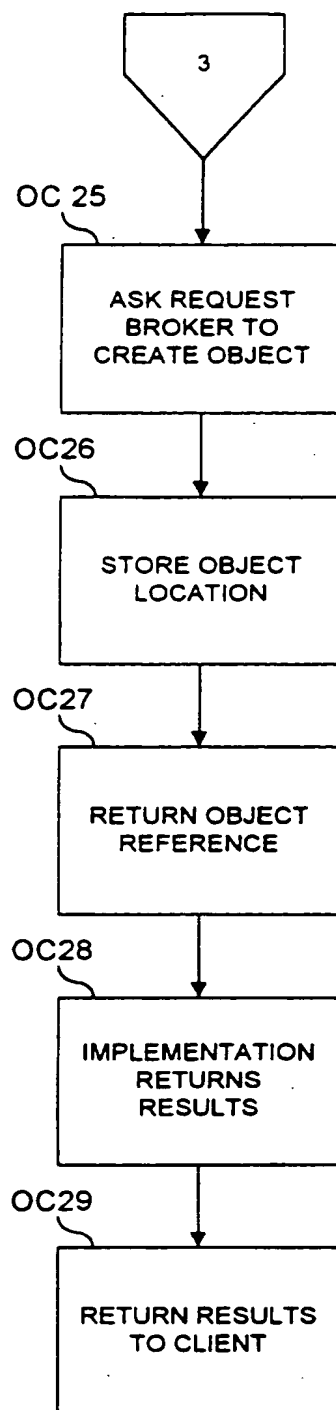 3
OC 25
ASK REQUEST
BROKER TO
CREATE OBJECT
OC26
STORE OBJECT
LOCATION
OC27
RETURN OBJECT
REFERENCE
OC28
IMPLEMENTATION
RETURNS
RESULTS
OC29
RETURN RESULTS
TO CLIENT